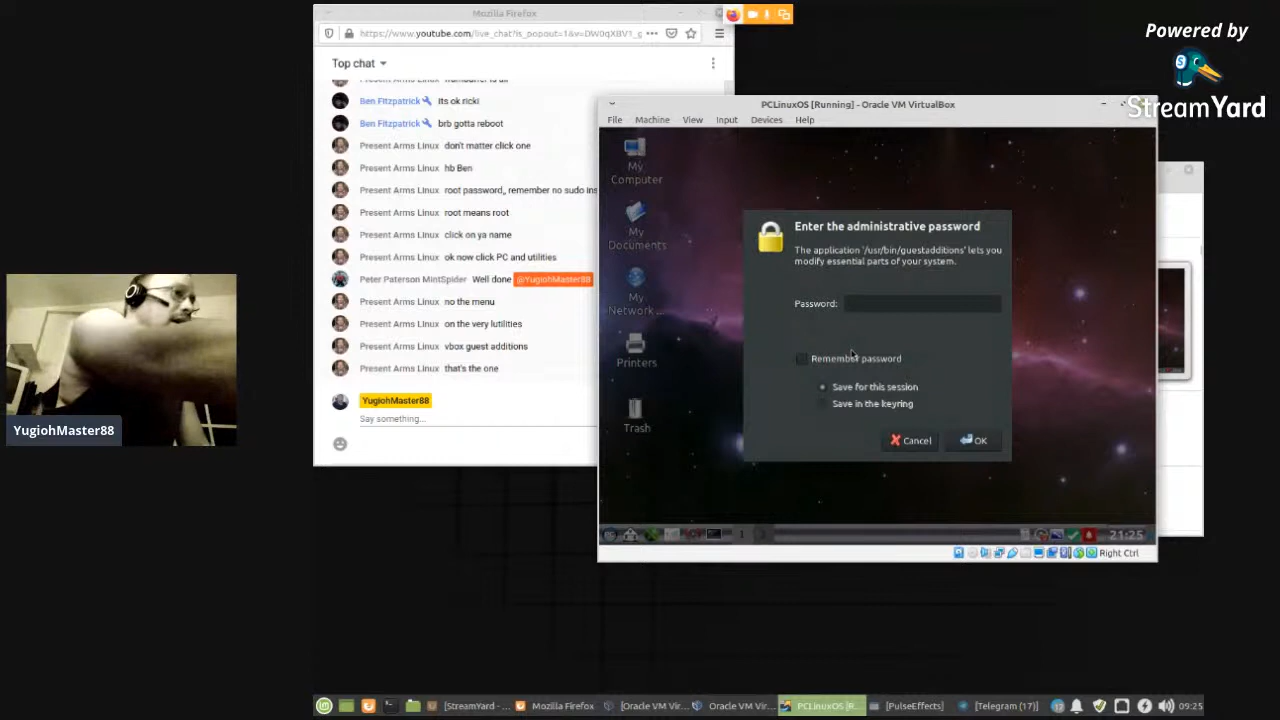 Mozilla Firefox
https://www.youtube.com/live_chat?is_popout=1&v=DW0qXBV1_g
Top chat
Ben Fitzpatrick its ok ricki
Ben Fitzpatrick brb gotta reboot
Present Arms Linux don't matter click one
Present Arms Linux hb Ben
Present Arms Linux root password,, remember no sudo ins
Present Arms Linux root means root
Present Arms Linux click on ya name
Present Arms Linux ok now click PC and utilities
Peter Paterson MintSpider Well done @YugiohMaster88
Present Arms Linux no the menu
Present Arms Linux on the very lutilities
Present Arms Linux vbox guest additions
Present Arms Linux that's the one
YugiohMaster88
Say something...
YugiohMaster88
Powered by
StreamYard
PCLinuxOS [Running] - Oracle VM VirtualBox
File Machine View Input Devices Help
My
Computer
My
Documents
My
Network ...
Printers
Trash
Enter the administrative password
The application '/usr/bin/guestadditions' lets you
modify essential parts of your system.
Password:
Remember password
Save for this session
Save in the keyring
Cancel OK
1
21:25
Right Ctrl
[StreamYard - ... Mozilla Firefox [Oracle VM Vir... Oracle VM Vir... PCLinuxOS [R... [PulseEffects] [Telegram (17)] 09:25